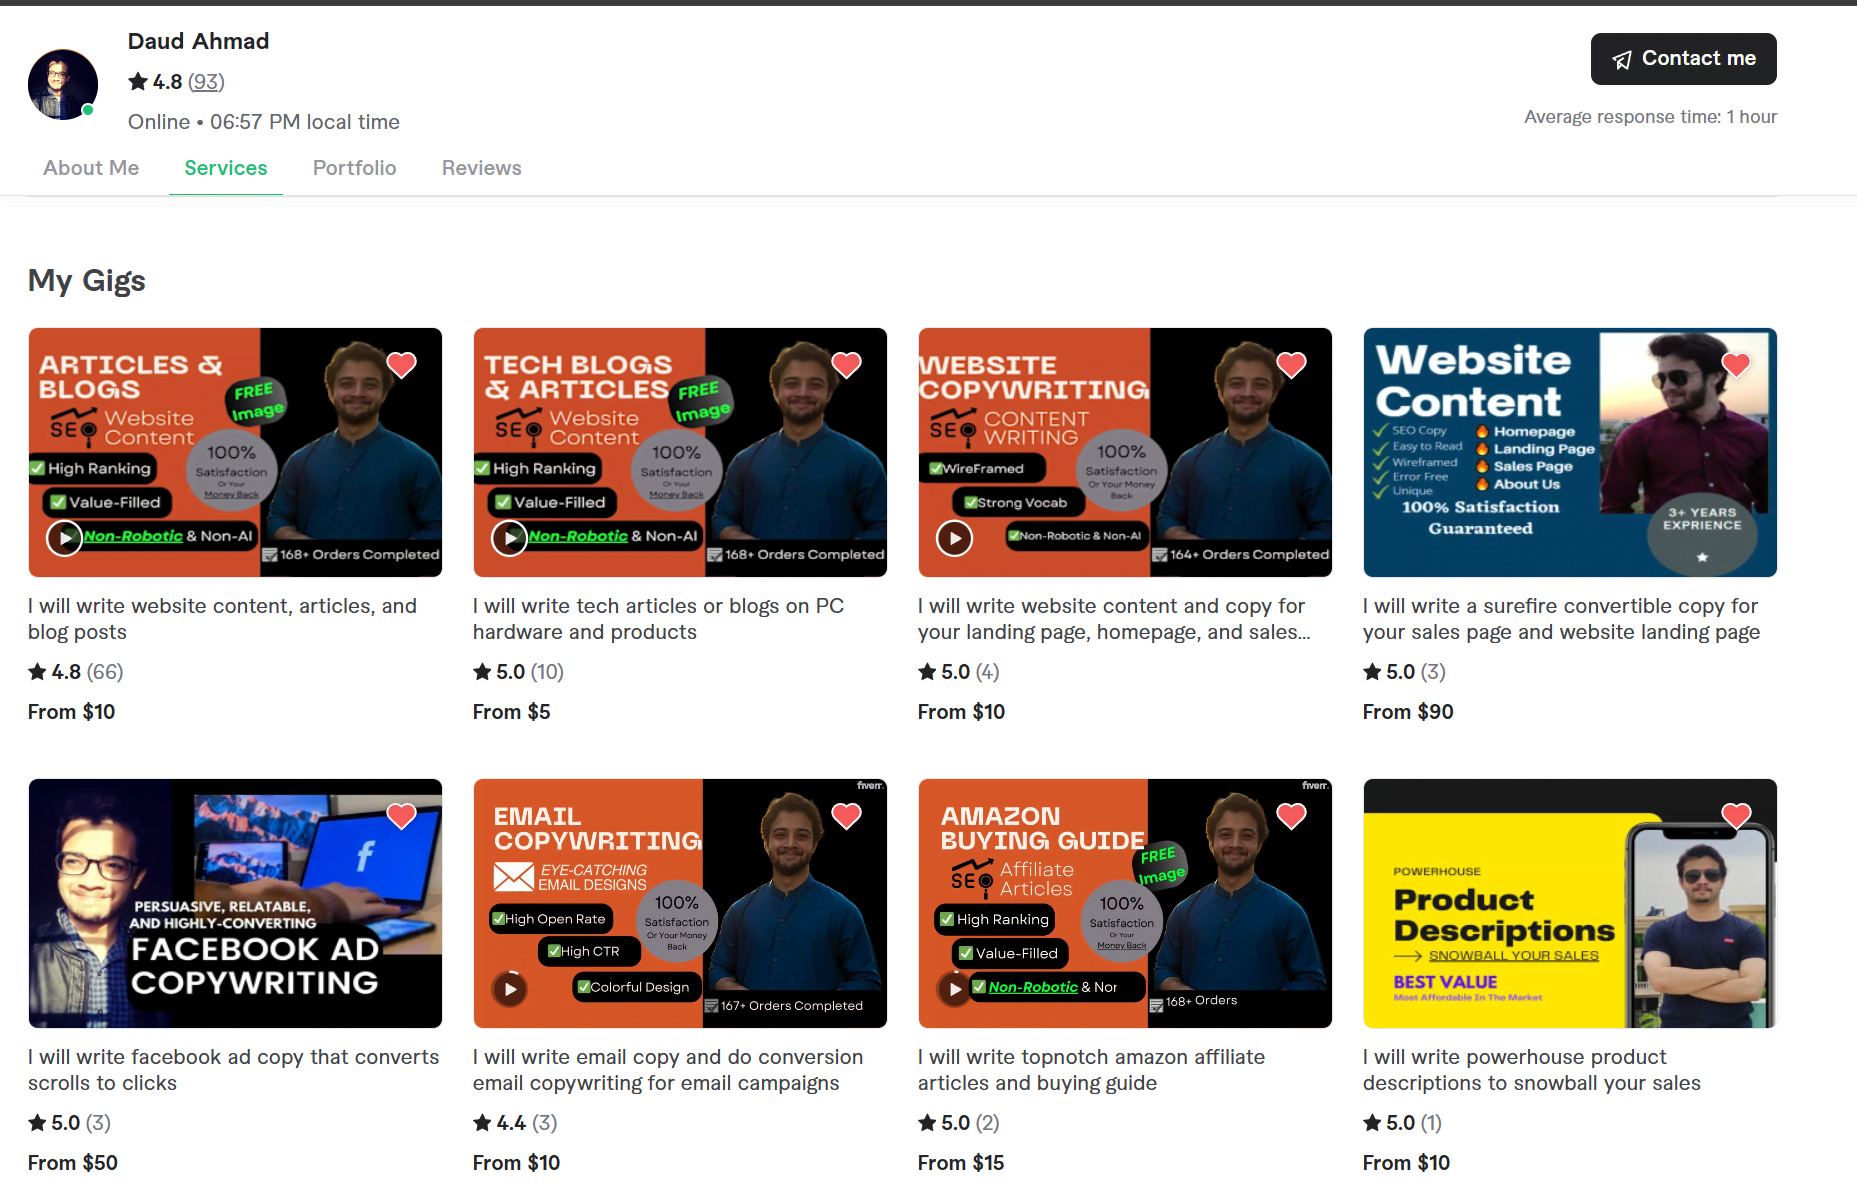 Daud Ahmad
4.8 (93)
Online • 06:57 PM local time
Contact me
Average response time: 1 hour
About Me
Services
Portfolio
Reviews
My Gigs
ARTICLES &
BLOGS
FREE
Image
SEO
Website
Content
100%
Satisfaction
Or Your
Money Back
High Ranking
Value-Filled
Non-Robotic & Non-AI
168+ Orders Completed
I will write website content, articles, and
blog posts
4.8 (66)
From $10
TECH BLOGS
& ARTICLES
FREE
Image
SEO
Website
Content
100%
Satisfaction
Or Your
Money Back
High Ranking
Value-Filled
Non-Robotic & Non-AI
168+ Orders Completed
I will write tech articles or blogs on PC
hardware and products
5.0 (10)
From $5
WEBSITE
COPYWRITING
SEO
CONTENT
WRITING
100%
Satisfaction
Or Your Money
Back
WireFramed
Strong Vocab
Non-Robotic & Non-AI
164+ Orders Completed
I will write website content and copy for
your landing page, homepage, and sales...
5.0 (4)
From $10
Website
Content
SEO Copy
Easy to Read
Wireframed
Error Free
Unique
Homepage
Landing Page
Sales Page
About Us
100% Satisfaction
Guaranteed
3+ YEARS
EXPRIENCE
I will write a surefire convertible copy for
your sales page and website landing page
5.0 (3)
From $90
f
PERSUASIVE, RELATABLE,
AND HIGHLY-CONVERTING
FACEBOOK AD
COPYWRITING
I will write facebook ad copy that converts
scrolls to clicks
5.0 (3)
From $50
fiverr.
EMAIL
COPYWRITING
EYE-CATCHING
EMAIL DESIGNS
100%
Satisfaction
Or Your Money
Back
High Open Rate
High CTR
Colorful Design
167+ Orders Completed
I will write email copy and do conversion
email copywriting for email campaigns
4.4 (3)
From $10
fiverr.
AMAZON
BUYING GUIDE
FREE
Image
SEO
Affiliate
Articles
100%
Satisfaction
Or Your
Money Back
High Ranking
Value-Filled
Non-Robotic & Nor
168+ Orders
I will write topnotch amazon affiliate
articles and buying guide
5.0 (2)
From $15
POWERHOUSE
Product
Descriptions
SNOWBALL YOUR SALES
BEST VALUE
Most Affordable In The Market
I will write powerhouse product
descriptions to snowball your sales
5.0 (1)
From $10